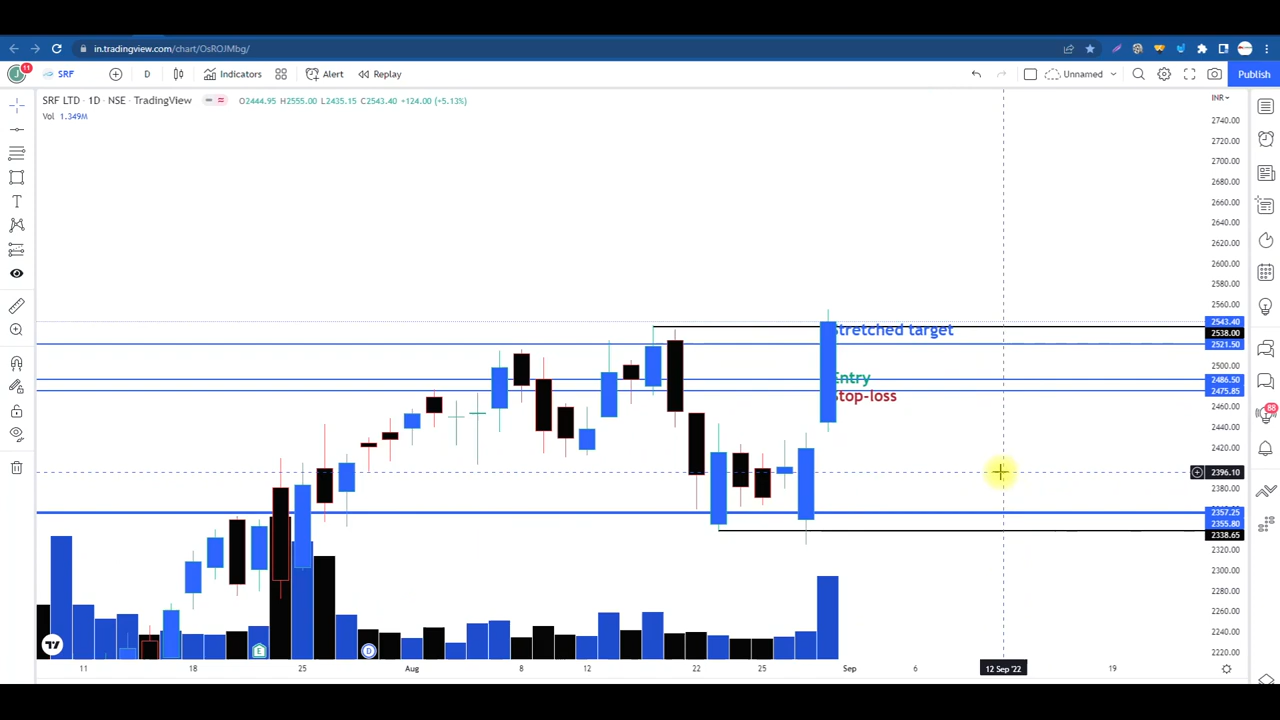 in.tradingview.com/chart/OsROJMbg/
11
SRF
D
Indicators
Alert
Replay
Unnamed
Publish
SRF LTD · 1D · NSE · TradingView
O2444.95 H2555.00 L2435.15 C2543.40 +124.00 (+5.13%)
INR
Vol 1.349M
2740.00
2720.00
2700.00
2680.00
2660.00
2640.00
2620.00
2600.00
2580.00
2560.00
2543.40
Stretched target
2538.00
2521.50
2500.00
Entry
2486.50
2475.85
Stop-loss
2460.00
88
2440.00
2420.00
2396.10
2380.00
2357.25
2355.80
2338.65
2320.00
2300.00
2280.00
2260.00
2240.00
E
D
2220.00
11
18
25
Aug
8
12
22
25
Sep
6
12 Sep '22
19